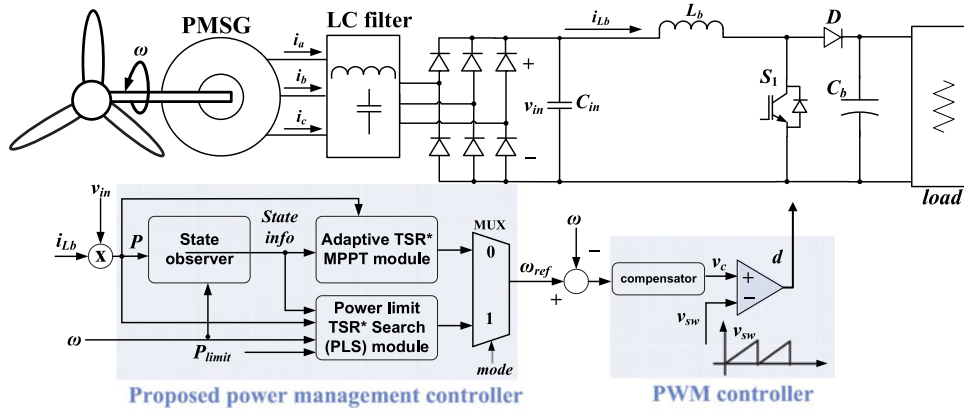 PMSG
LC filter
ω
i_a
i_b
i_c
i_Lb
L_b
D
+
v_in
C_in
−
S_1
C_b
load
v_in
i_Lb
x
P
State
observer
State
info
Adaptive TSR*
MPPT module
Power limit
TSR* Search
(PLS) module
ω
P_limit
MUX
0
1
mode
ω_ref
ω
−
+
compensator
v_c
+
−
d
v_sw
v_sw
Proposed power management controller
PWM controller